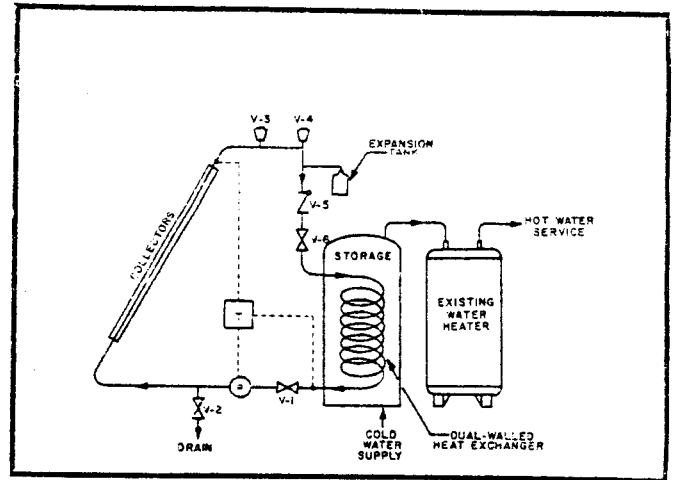 V-3 V-4
EXPANSION
TANK
V-5
COLLECTORS
V-6
HOT WATER
SERVICE
STORAGE
EXISTING
WATER
HEATER
T
P
V-1
V-2
DRAIN
COLD
WATER
SUPPLY
DUAL-WALLED
HEAT EXCHANGER